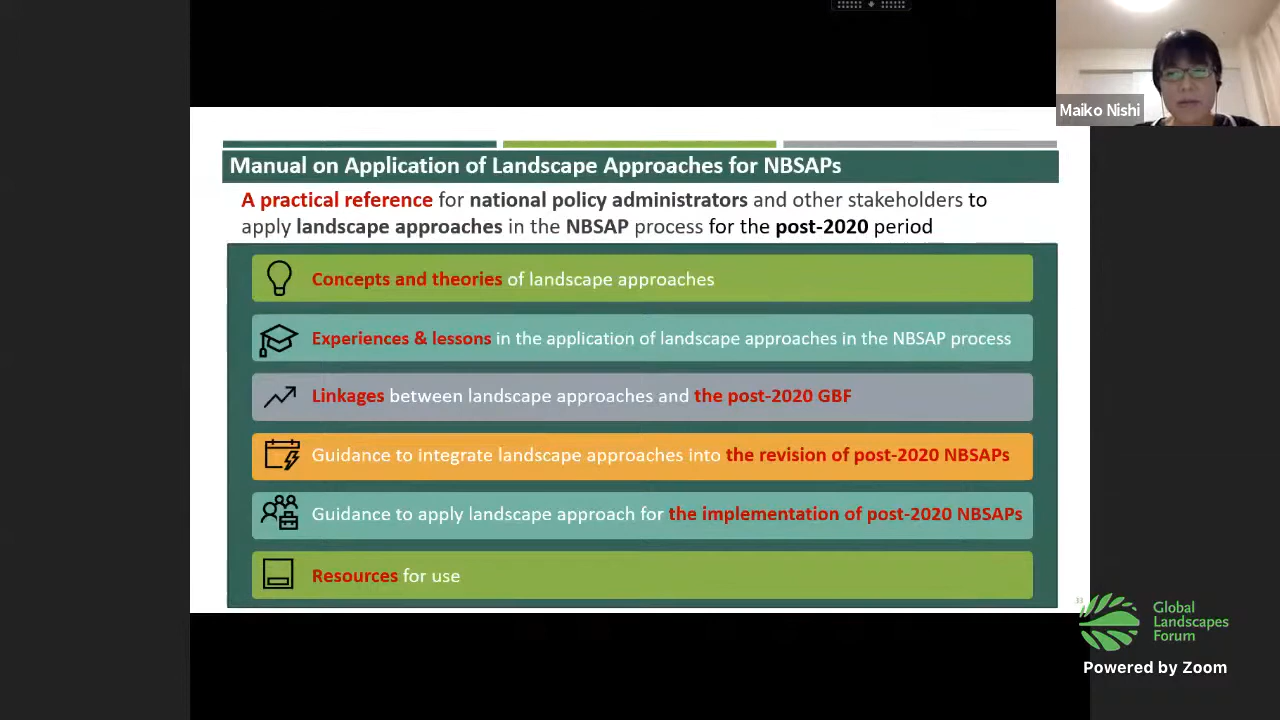 Maiko Nishi
Manual on Application of Landscape Approaches for NBSAPs
A practical reference for national policy administrators and other stakeholders to
apply landscape approaches in the NBSAP process for the post-2020 period
Concepts and theories of landscape approaches
Experiences & lessons in the application of landscape approaches in the NBSAP process
Linkages between landscape approaches and the post-2020 GBF
Guidance to integrate landscape approaches into the revision of post-2020 NBSAPs
Guidance to apply landscape approach for the implementation of post-2020 NBSAPs
Resources for use
Global
Landscapes
Forum
Powered by Zoom